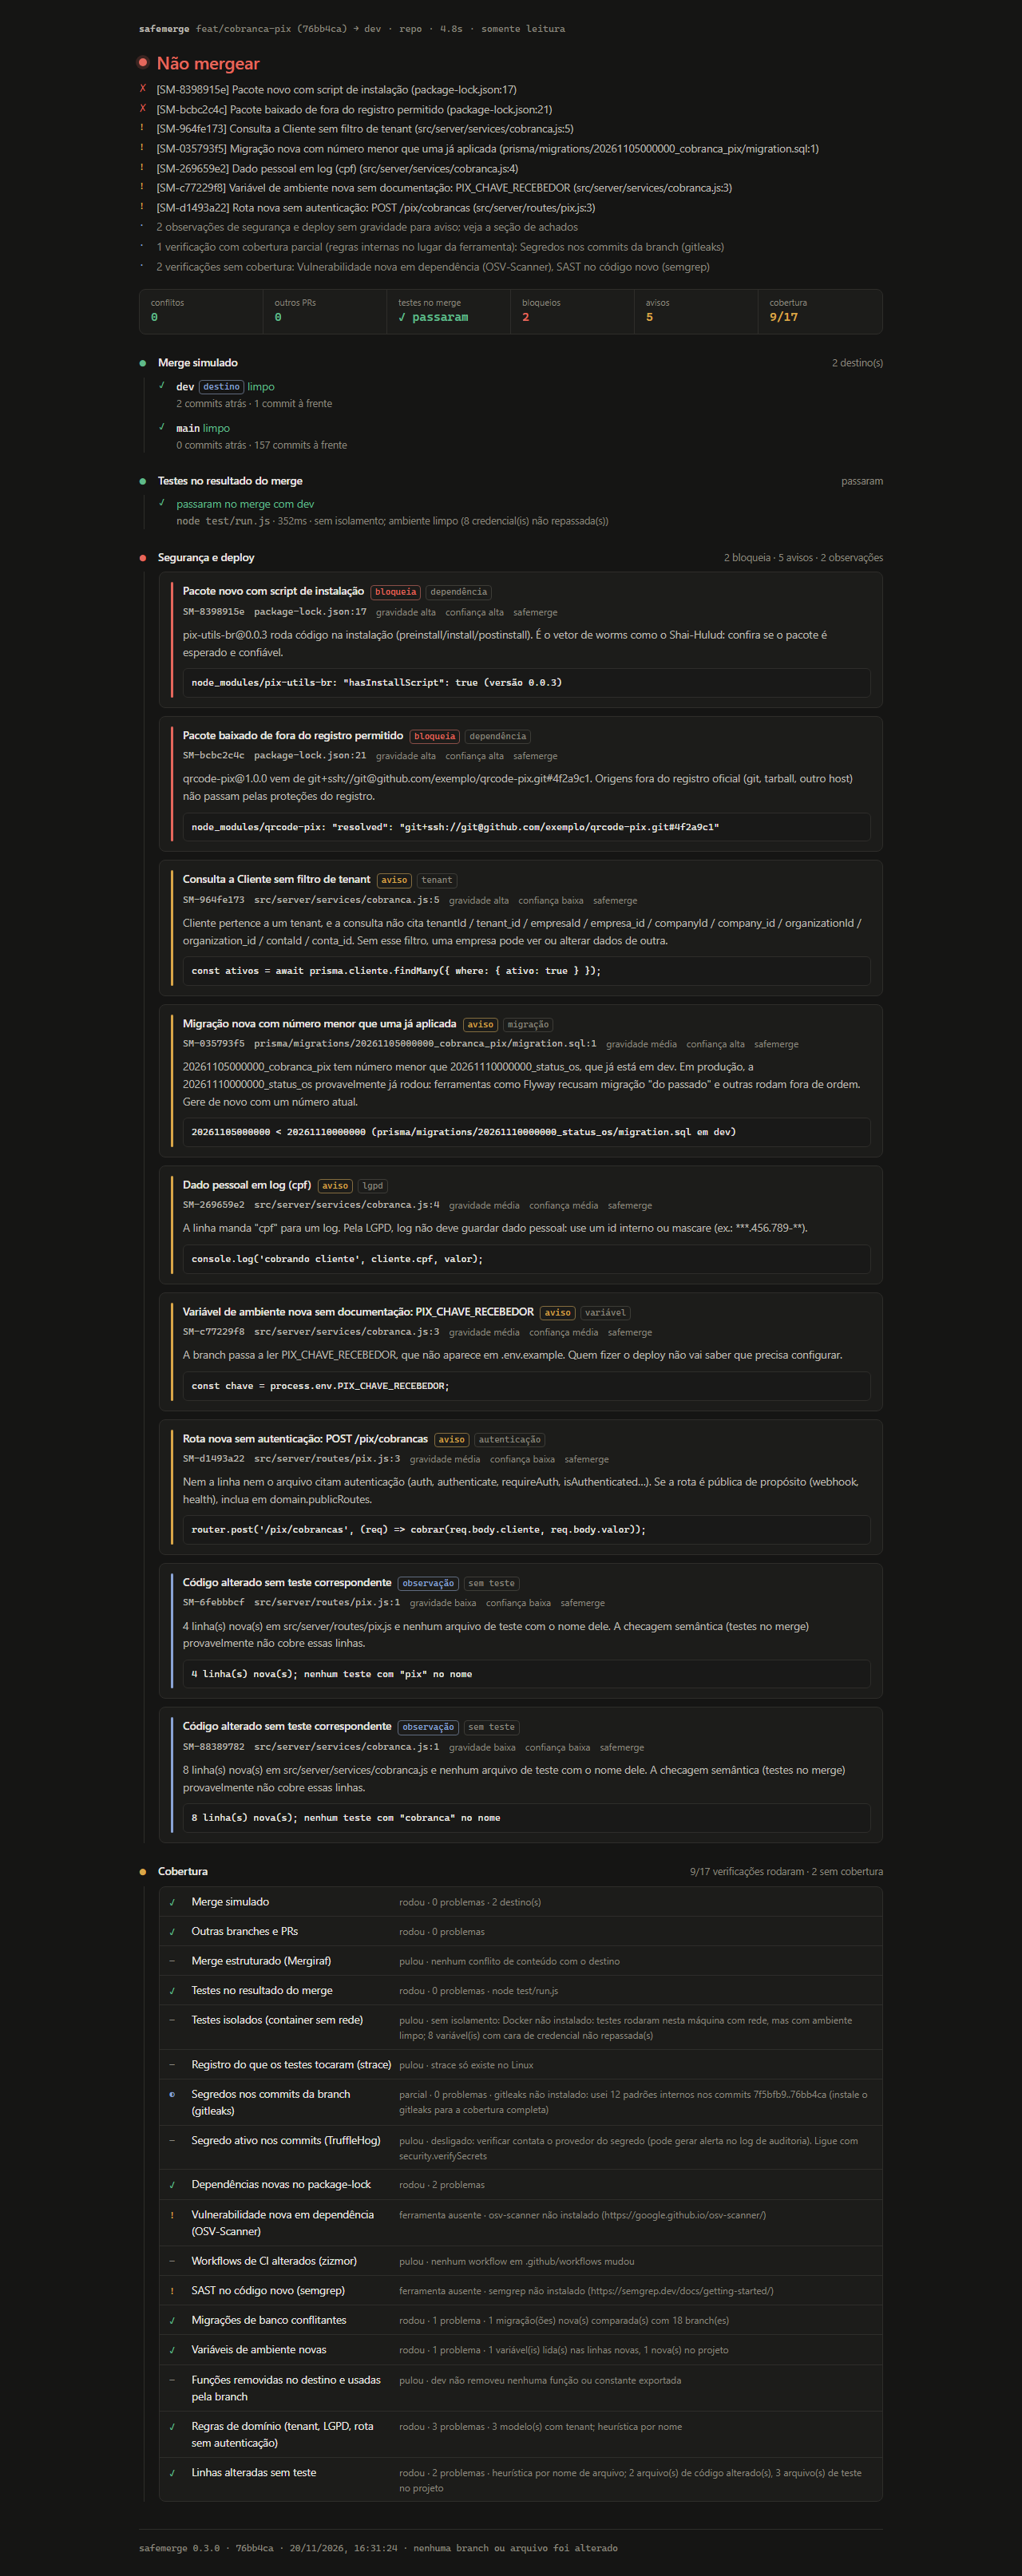 safemerge feat/cobranca-pix (76bb4ca) → dev · repo · 4.8s · somente leitura
Não mergear
✗ [SM-8398915e] Pacote novo com script de instalação (package-lock.json:17)
✗ [SM-bcbc2c4c] Pacote baixado de fora do registro permitido (package-lock.json:21)
! [SM-964fe173] Consulta a Cliente sem filtro de tenant (src/server/services/cobranca.js:5)
! [SM-035793f5] Migração nova com número menor que uma já aplicada (prisma/migrations/20261105000000_cobranca_pix/migration.sql:1)
! [SM-269659e2] Dado pessoal em log (cpf) (src/server/services/cobranca.js:4)
! [SM-c77229f8] Variável de ambiente nova sem documentação: PIX_CHAVE_RECEBEDOR (src/server/services/cobranca.js:3)
! [SM-d1493a22] Rota nova sem autenticação: POST /pix/cobrancas (src/server/routes/pix.js:3)
· 2 observações de segurança e deploy sem gravidade para aviso; veja a seção de achados
· 1 verificação com cobertura parcial (regras internas no lugar da ferramenta): Segredos nos commits da branch (gitleaks)
· 2 verificações sem cobertura: Vulnerabilidade nova em dependência (OSV-Scanner), SAST no código novo (semgrep)
conflitos outros PRs testes no merge bloqueios avisos cobertura
0 0 ✓ passaram 2 5 9/17
Merge simulado 2 destino(s)
✓ dev destino limpo
2 commits atrás · 1 commit à frente
✓ main limpo
0 commits atrás · 157 commits à frente
Testes no resultado do merge passaram
✓ passaram no merge com dev
node test/run.js · 352ms · sem isolamento; ambiente limpo (8 credencial(is) não repassada(s))
Segurança e deploy 2 bloqueia · 5 avisos · 2 observações
Pacote novo com script de instalação bloqueia dependência
SM-8398915e package-lock.json:17 gravidade alta confiança alta safemerge
pix-utils-br@0.0.3 roda código na instalação (preinstall/install/postinstall). É o vetor de worms como o Shai-Hulud: confira se o pacote é
esperado e confiável.
node_modules/pix-utils-br: "hasInstallScript": true (versão 0.0.3)
Pacote baixado de fora do registro permitido bloqueia dependência
SM-bcbc2c4c package-lock.json:21 gravidade alta confiança alta safemerge
qrcode-pix@1.0.0 vem de git+ssh://git@github.com/exemplo/qrcode-pix.git#4f2a9c1. Origens fora do registro oficial (git, tarball, outro host)
não passam pelas proteções do registro.
node_modules/qrcode-pix: "resolved": "git+ssh://git@github.com/exemplo/qrcode-pix.git#4f2a9c1"
Consulta a Cliente sem filtro de tenant aviso tenant
SM-964fe173 src/server/services/cobranca.js:5 gravidade alta confiança baixa safemerge
Cliente pertence a um tenant, e a consulta não cita tenantId / tenant_id / empresaId / empresa_id / companyId / company_id / organizationId /
organization_id / contaId / conta_id. Sem esse filtro, uma empresa pode ver ou alterar dados de outra.
const ativos = await prisma.cliente.findMany({ where: { ativo: true } });
Migração nova com número menor que uma já aplicada aviso migração
SM-035793f5 prisma/migrations/20261105000000_cobranca_pix/migration.sql:1 gravidade média confiança alta safemerge
20261105000000_cobranca_pix tem número menor que 20261110000000_status_os, que já está em dev. Em produção, a
20261110000000_status_os provavelmente já rodou: ferramentas como Flyway recusam migração "do passado" e outras rodam fora de ordem.
Gere de novo com um número atual.
20261105000000 < 20261110000000 (prisma/migrations/20261110000000_status_os/migration.sql em dev)
Dado pessoal em log (cpf) aviso lgpd
SM-269659e2 src/server/services/cobranca.js:4 gravidade média confiança média safemerge
A linha manda "cpf" para um log. Pela LGPD, log não deve guardar dado pessoal: use um id interno ou mascare (ex.: ***.456.789-**).
console.log('cobrando cliente', cliente.cpf, valor);
Variável de ambiente nova sem documentação: PIX_CHAVE_RECEBEDOR aviso variável
SM-c77229f8 src/server/services/cobranca.js:3 gravidade média confiança média safemerge
A branch passa a ler PIX_CHAVE_RECEBEDOR, que não aparece em .env.example. Quem fizer o deploy não vai saber que precisa configurar.
const chave = process.env.PIX_CHAVE_RECEBEDOR;
Rota nova sem autenticação: POST /pix/cobrancas aviso autenticação
SM-d1493a22 src/server/routes/pix.js:3 gravidade média confiança baixa safemerge
Nem a linha nem o arquivo citam autenticação (auth, authenticate, requireAuth, isAuthenticated...). Se a rota é pública de propósito (webhook,
health), inclua em domain.publicRoutes.
router.post('/pix/cobrancas', (req) => cobrar(req.body.cliente, req.body.valor));
Código alterado sem teste correspondente observação sem teste
SM-6febbbcf src/server/routes/pix.js:1 gravidade baixa confiança baixa safemerge
4 linha(s) nova(s) em src/server/routes/pix.js e nenhum arquivo de teste com o nome dele. A checagem semântica (testes no merge)
provavelmente não cobre essas linhas.
4 linha(s) nova(s); nenhum teste com "pix" no nome
Código alterado sem teste correspondente observação sem teste
SM-88389782 src/server/services/cobranca.js:1 gravidade baixa confiança baixa safemerge
8 linha(s) nova(s) em src/server/services/cobranca.js e nenhum arquivo de teste com o nome dele. A checagem semântica (testes no merge)
provavelmente não cobre essas linhas.
8 linha(s) nova(s); nenhum teste com "cobranca" no nome
Cobertura 9/17 verificações rodaram · 2 sem cobertura
✓ Merge simulado rodou · 0 problemas · 2 destino(s)
✓ Outras branches e PRs rodou · 0 problemas
– Merge estruturado (Mergiraf) pulou · nenhum conflito de conteúdo com o destino
✓ Testes no resultado do merge rodou · 0 problemas · node test/run.js
– Testes isolados (container sem rede) pulou · sem isolamento: Docker não instalado: testes rodaram nesta máquina com rede, mas com ambiente
limpo; 8 variável(is) com cara de credencial não repassada(s)
– Registro do que os testes tocaram (strace) pulou · strace só existe no Linux
Segredos nos commits da branch parcial · 0 problemas · gitleaks não instalado: usei 12 padrões internos nos commits 7f5bfb9..76bb4ca (instale o
(gitleaks) gitleaks para a cobertura completa)
– Segredo ativo nos commits (TruffleHog) pulou · desligado: verificar contata o provedor do segredo (pode gerar alerta no log de auditoria). Ligue com
security.verifySecrets
✓ Dependências novas no package-lock rodou · 2 problemas
! Vulnerabilidade nova em dependência ferramenta ausente · osv-scanner não instalado (https://google.github.io/osv-scanner/)
(OSV-Scanner)
– Workflows de CI alterados (zizmor) pulou · nenhum workflow em .github/workflows mudou
! SAST no código novo (semgrep) ferramenta ausente · semgrep não instalado (https://semgrep.dev/docs/getting-started/)
✓ Migrações de banco conflitantes rodou · 1 problema · 1 migração(ões) nova(s) comparada(s) com 18 branch(es)
✓ Variáveis de ambiente novas rodou · 1 problema · 1 variável(is) lida(s) nas linhas novas, 1 nova(s) no projeto
– Funções removidas no destino e usadas pulou · dev não removeu nenhuma função ou constante exportada
pela branch
✓ Regras de domínio (tenant, LGPD, rota rodou · 3 problemas · 3 modelo(s) com tenant; heurística por nome
sem autenticação)
✓ Linhas alteradas sem teste rodou · 2 problemas · heurística por nome de arquivo; 2 arquivo(s) de código alterado(s), 3 arquivo(s) de teste
no projeto
safemerge 0.3.0 · 76bb4ca · 20/11/2026, 16:31:24 · nenhuma branch ou arquivo foi alterado